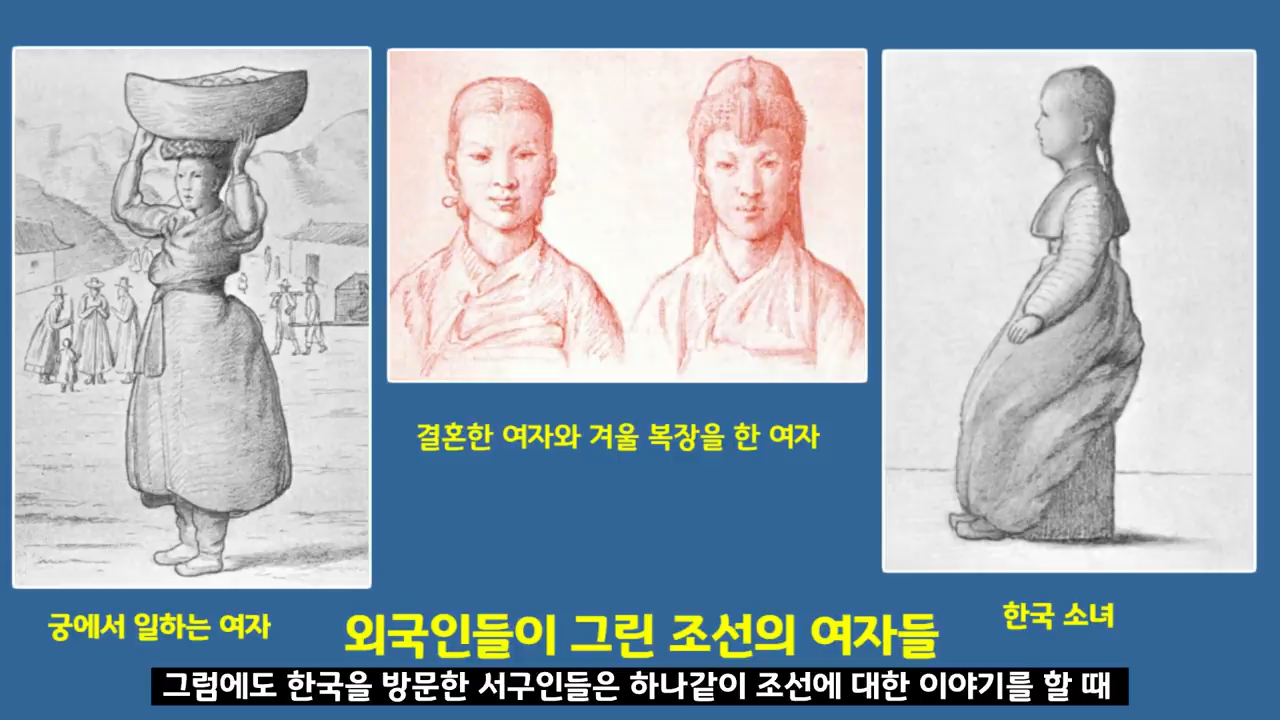 결혼한 여자와 겨울 복장을 한 여자
궁에서 일하는 여자
한국 소녀
외국인들이 그린 조선의 여자들
그럼에도 한국을 방문한 서구인들은 하나같이 조선에 대한 이야기를 할 때